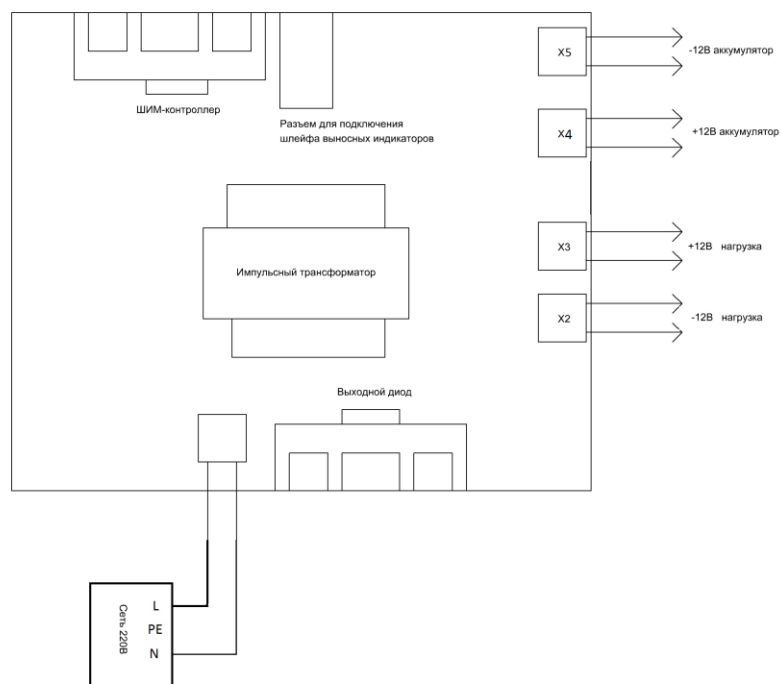 X5
-12В аккумулятор
ШИМ-контроллер
Разъем для подключения
шлейфа выносных индикаторов
X4
+12В аккумулятор
X3
+12В нагрузка
Импульсный трансформатор
X2
-12В нагрузка
Выходной диод
Сеть 220В
L
PE
N